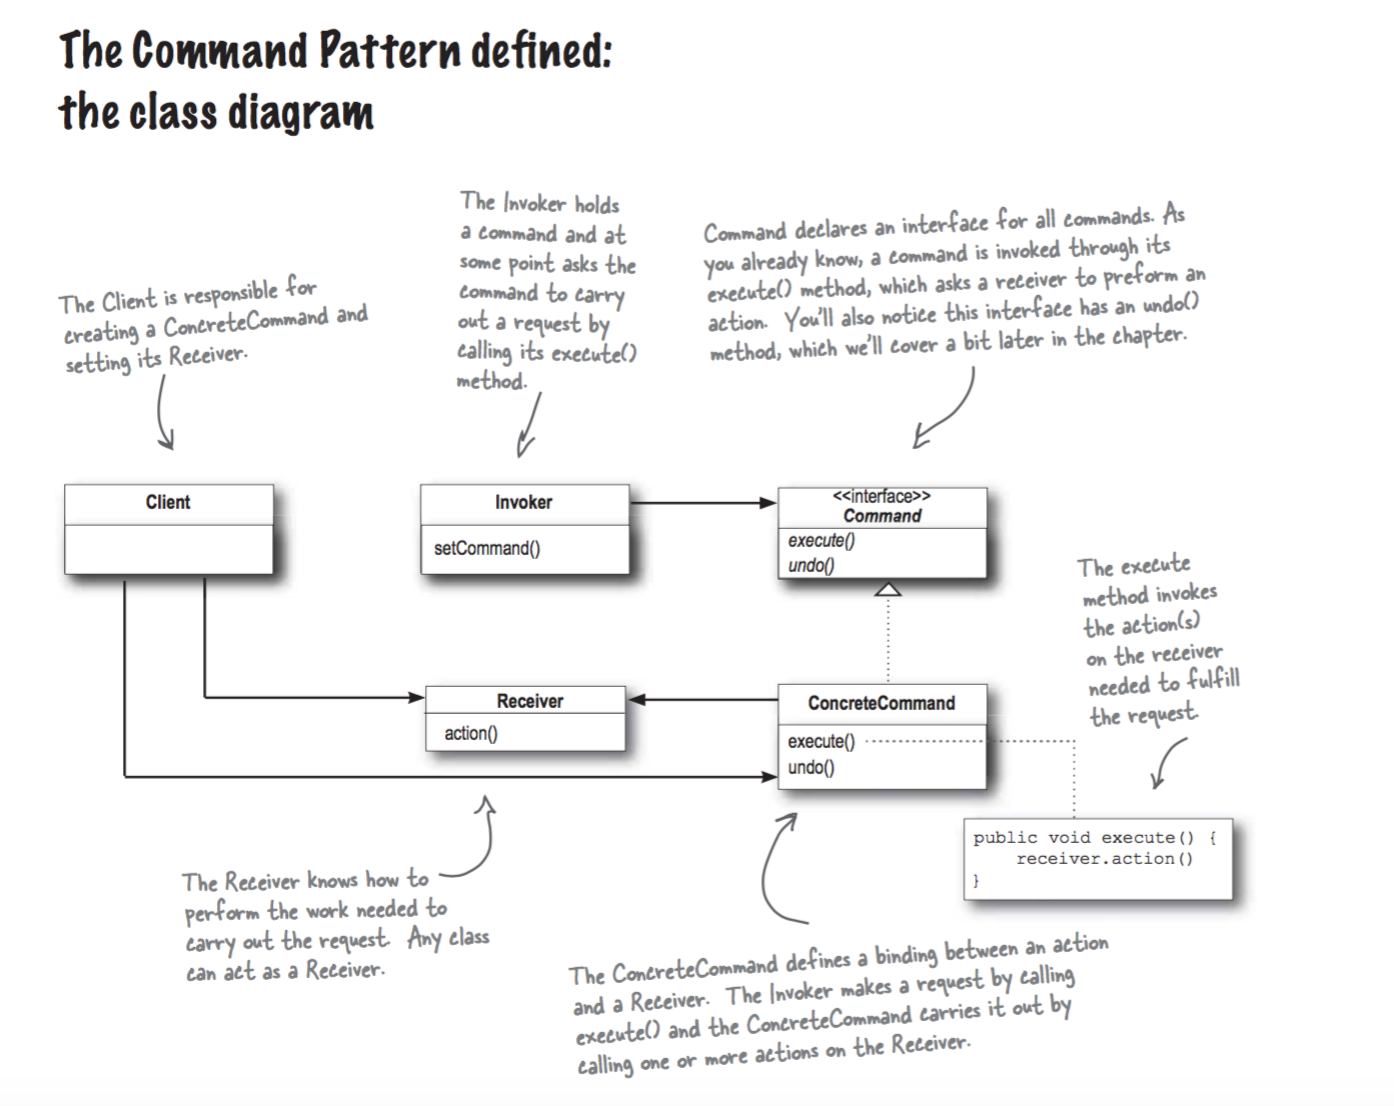 The Command Pattern defined:
the class diagram
The Client is responsible for
creating a ConcreteCommand and
setting its Receiver.
The Invoker holds
a command and at
some point asks the
command to carry
out a request by
calling its execute()
method.
Command declares an interface for all commands. As
you already know, a command is invoked through its
execute() method, which asks a receiver to preform an
action. You'll also notice this interface has an undo()
method, which we'll cover a bit later in the chapter.
Client
Invoker
setCommand()
<<interface>>
Command
execute()
undo()
The execute
method invokes
the action(s)
on the receiver
needed to fulfill
the request.
Receiver
action()
ConcreteCommand
execute()
undo()
public void execute() {
receiver.action()
}
The Receiver knows how to
perform the work needed to
carry out the request. Any class
can act as a Receiver.
The ConcreteCommand defines a binding between an action
and a Receiver. The Invoker makes a request by calling
execute() and the ConcreteCommand carries it out by
calling one or more actions on the Receiver.